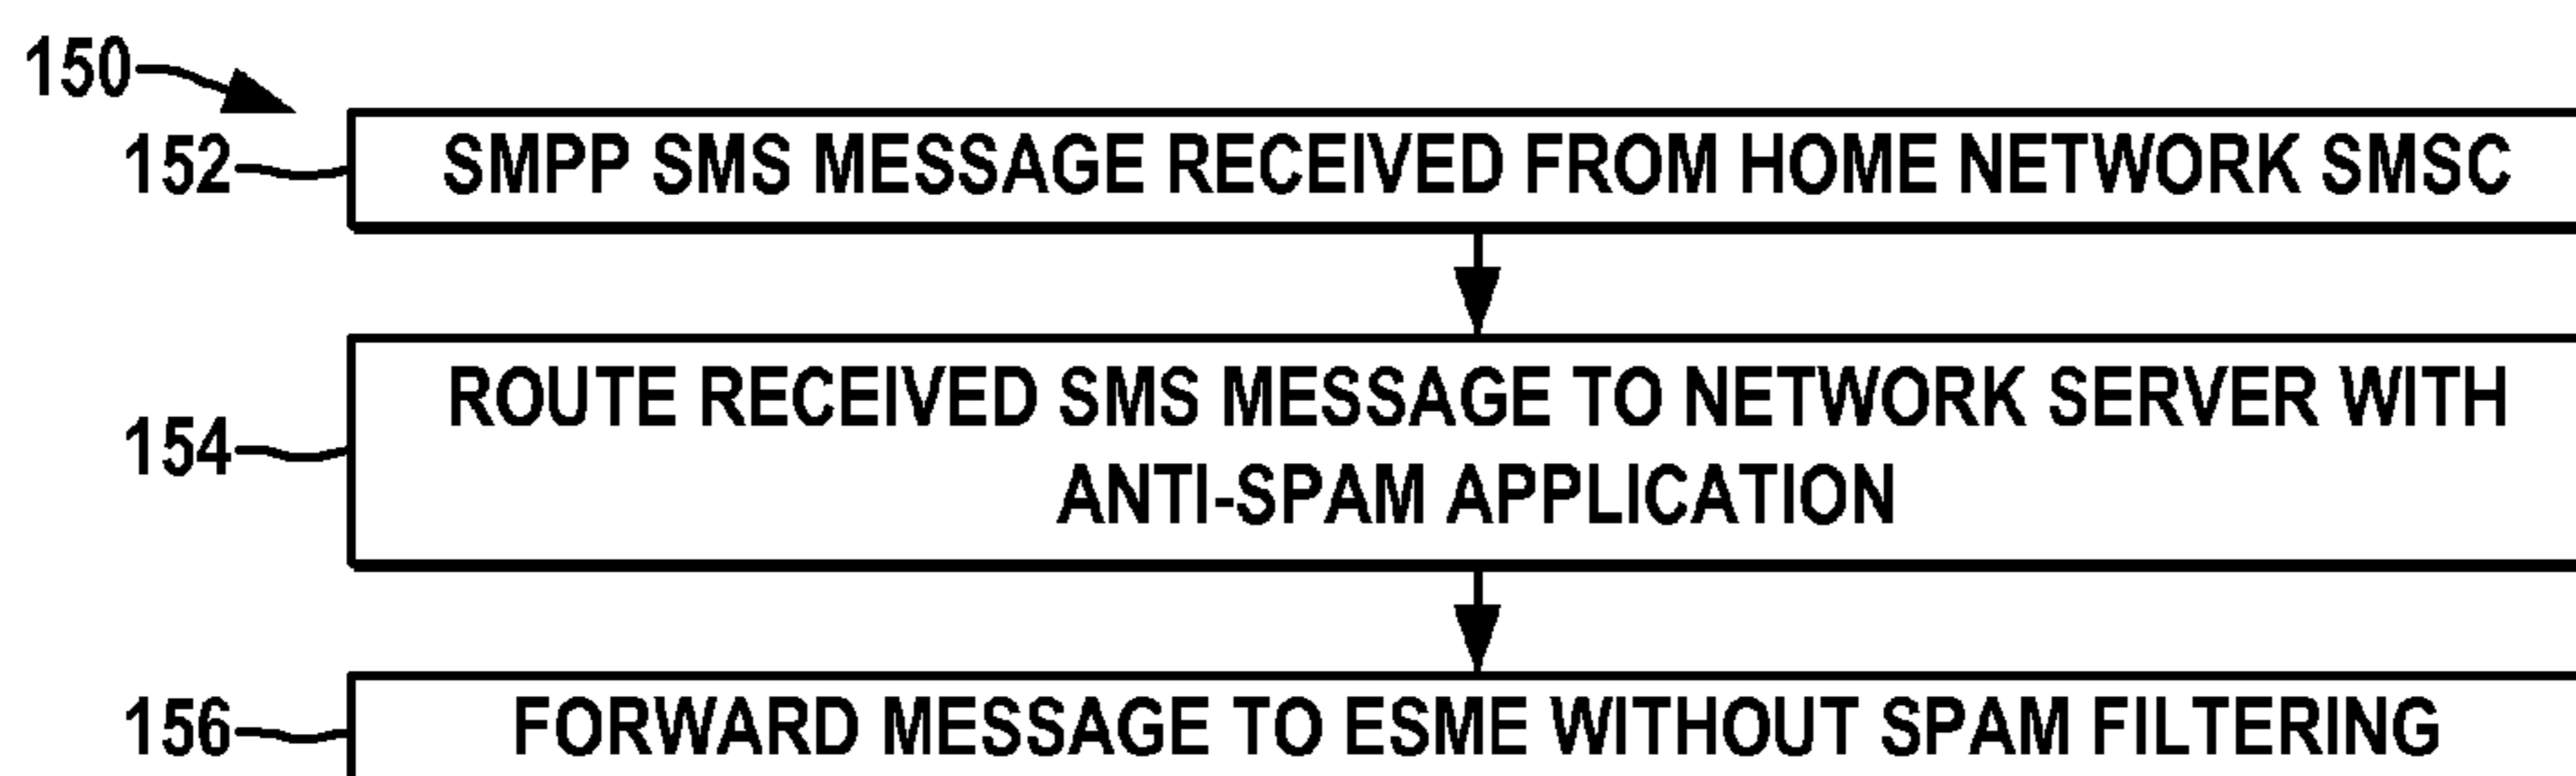 150
152 SMPP SMS MESSAGE RECEIVED FROM HOME NETWORK SMSC
154 ROUTE RECEIVED SMS MESSAGE TO NETWORK SERVER WITH
ANTI-SPAM APPLICATION
156 FORWARD MESSAGE TO ESME WITHOUT SPAM FILTERING